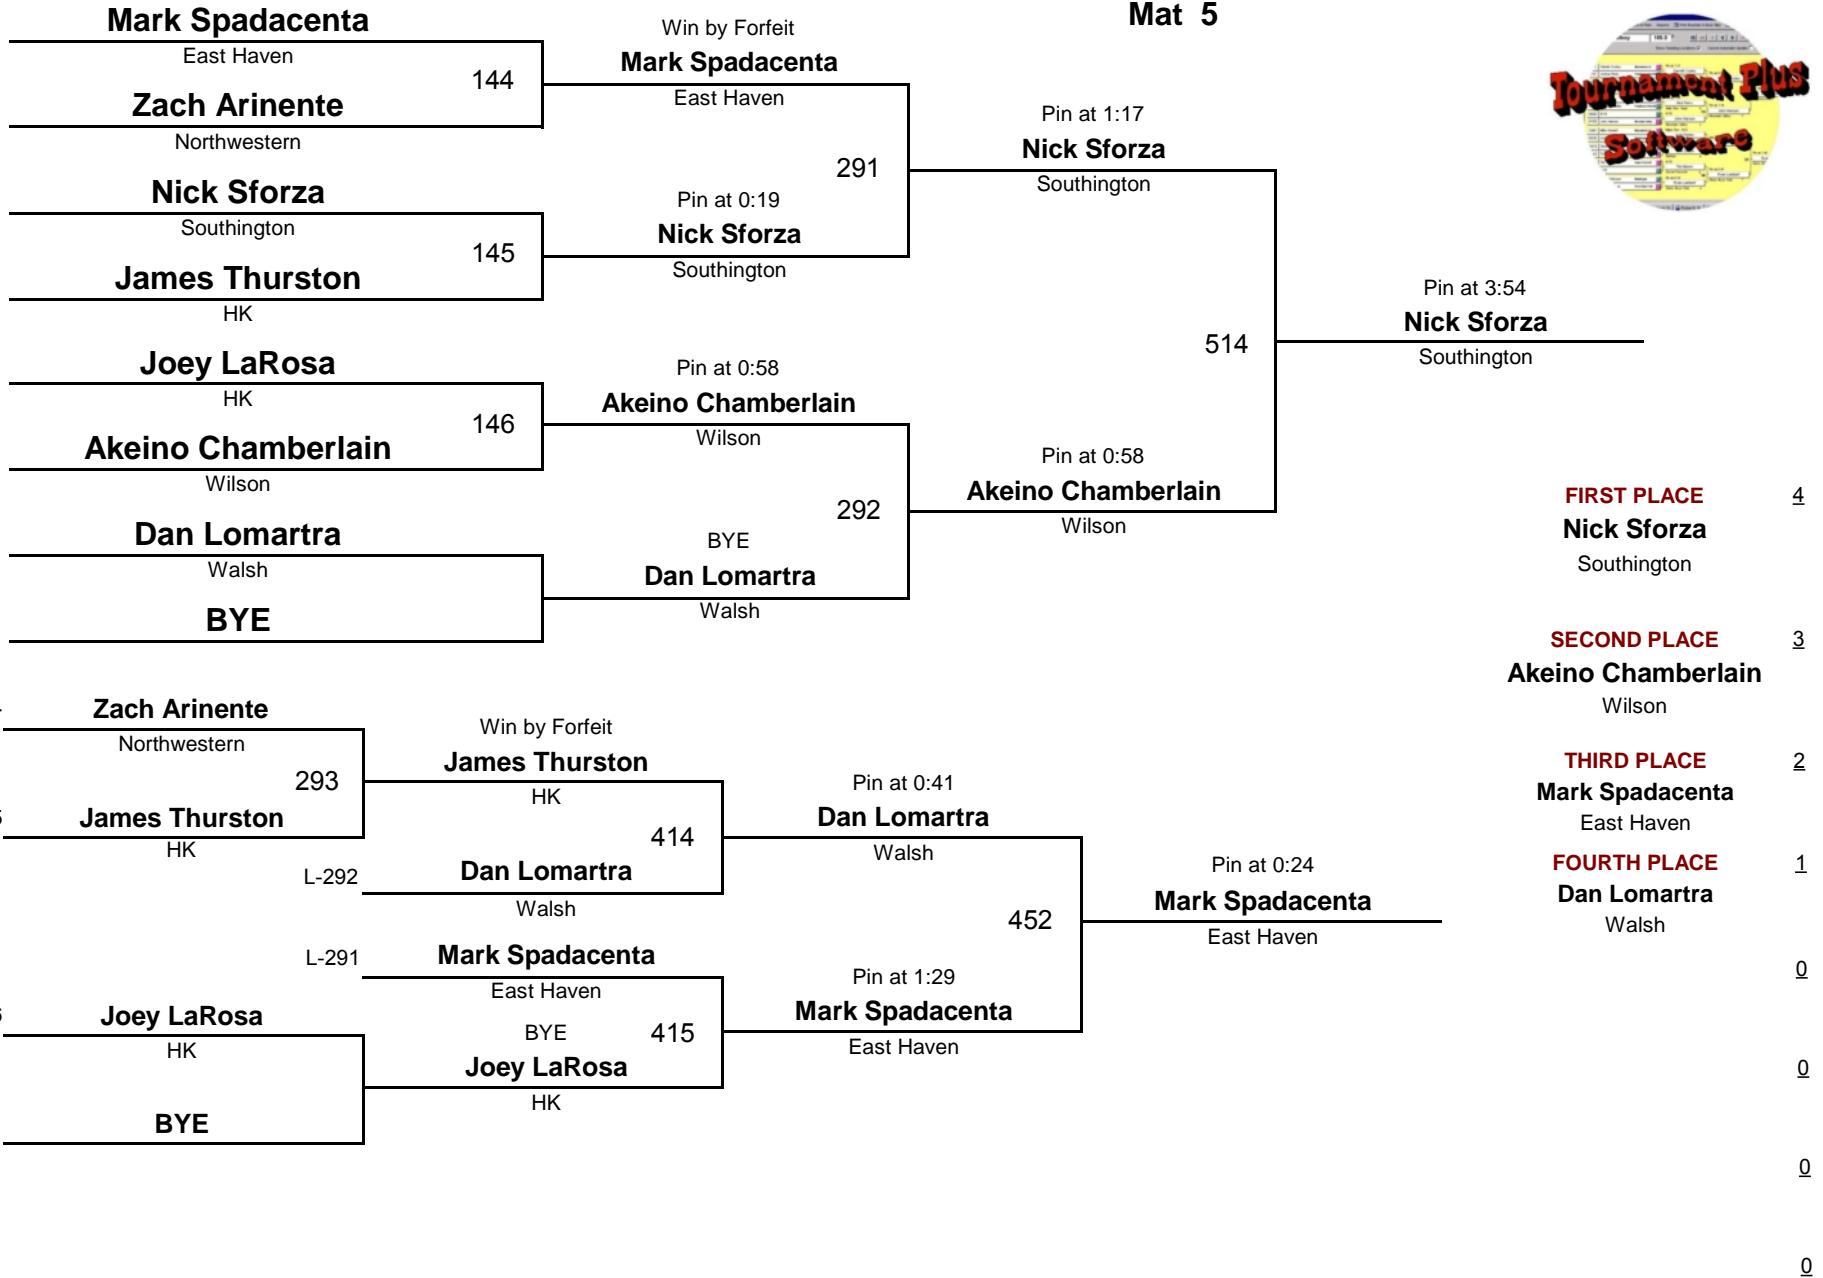 Mat 5
Mark Spadacenta
East Haven
144
Zach Arinente
Northwestern
Nick Sforza
Southington
145
James Thurston
HK
Joey LaRosa
HK
146
Akeino Chamberlain
Wilson
Dan Lomartra
Walsh
BYE
Win by Forfeit
Mark Spadacenta
East Haven
291
Pin at 0:19
Nick Sforza
Southington
Pin at 0:58
Akeino Chamberlain
Wilson
292
BYE
Dan Lomartra
Walsh
Pin at 1:17
Nick Sforza
Southington
514
Pin at 0:58
Akeino Chamberlain
Wilson
Pin at 3:54
Nick Sforza
Southington
Tournament Plus
Software
FIRST PLACE 4
Nick Sforza
Southington
SECOND PLACE 3
Akeino Chamberlain
Wilson
THIRD PLACE 2
Mark Spadacenta
East Haven
FOURTH PLACE 1
Dan Lomartra
Walsh
0
0
0
0
Zach Arinente
Northwestern
293
James Thurston
HK
Joey LaRosa
HK
BYE
Win by Forfeit
James Thurston
HK
414
L-292
Dan Lomartra
Walsh
L-291
Mark Spadacenta
East Haven
BYE
415
Joey LaRosa
HK
Pin at 0:41
Dan Lomartra
Walsh
452
Pin at 1:29
Mark Spadacenta
East Haven
Pin at 0:24
Mark Spadacenta
East Haven